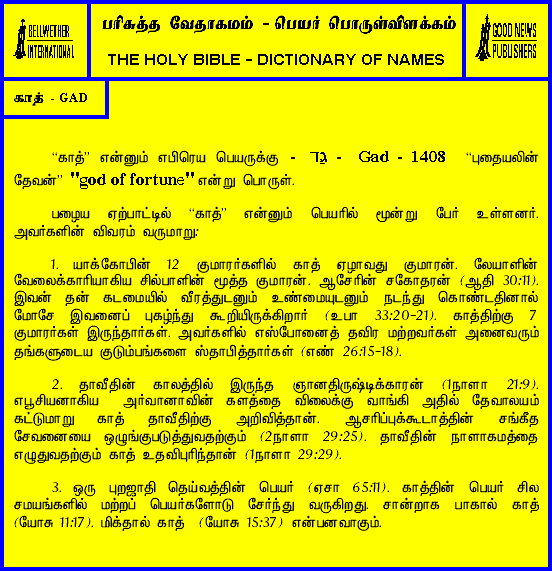 BELLWETHER
INTERNATIONAL
பரிசுத்த வேதாகமம் - பெயர் பொருள்விளக்கம்
THE HOLY BIBLE - DICTIONARY OF NAMES
GOOD NEWS
PUBLISHERS
காத் - GAD
“காத்” என்னும் எபிரெய பெயருக்கு - גד - Gad - 1408 “புதையலின்
தேவன்” "god of fortune" என்று பொருள்.
பழைய ஏற்பாட்டில் “காத்” என்னும் பெயரில் மூன்று பேர் உள்ளனர்.
அவர்களின் விவரம் வருமாறு:
1. யாக்கோபின் 12 குமாரர்களில் காத் ஏழாவது குமாரன். லேயாளின்
வேலைக்காரியாகிய சில்பாளின் மூத்த குமாரன். ஆசேரின் சகோதரன் (ஆதி 30:11).
இவன் தன் கடமையில் வீரத்துடனும் உண்மையுடனும் நடந்து கொண்டதினால்
மோசே இவனைப் புகழ்ந்து கூறியிருக்கிறார் (உபா 33:20-21). காத்திற்கு 7
குமாரர்கள் இருந்தார்கள். அவர்களில் எஸ்போனைத் தவிர மற்றவர்கள் அனைவரும்
தங்களுடைய குடும்பங்களை ஸ்தாபித்தார்கள் (எண் 26:15-18).
2. தாவீதின் காலத்தில் இருந்த ஞானதிருஷ்டிக்காரன் (1நாளா 21:9).
எபூசியனாகிய அர்வானாவின் களத்தை விலைக்கு வாங்கி அதில் தேவாலயம்
கட்டுமாறு காத் தாவீதிற்கு அறிவித்தான். ஆசரிப்புக்கூடாத்தின் சங்கீத
சேவனையை ஒழுங்குபடுத்துவதற்கும் (2நாளா 29:25). தாவீதின் நாளாகமத்தை
எழுதுவதற்கும் காத் உதவிபுரிந்தான் (1நாளா 29:29).
3. ஒரு புறஜாதி தெய்வத்தின் பெயர் (ஏசா 65:11). காத்தின் பெயர் சில
சமயங்களில் மற்றப் பெயர்களோடு சேர்ந்து வருகிறது. சான்றாக பாகால் காத்
(யோசு 11:17). மிக்தால் காத் (யோசு 15:37) என்பனவாகும்.